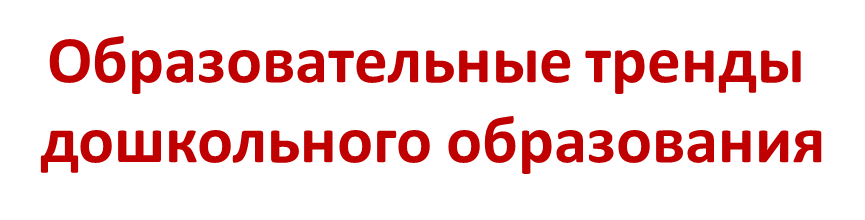 Образовательные тренды
дошкольного образования